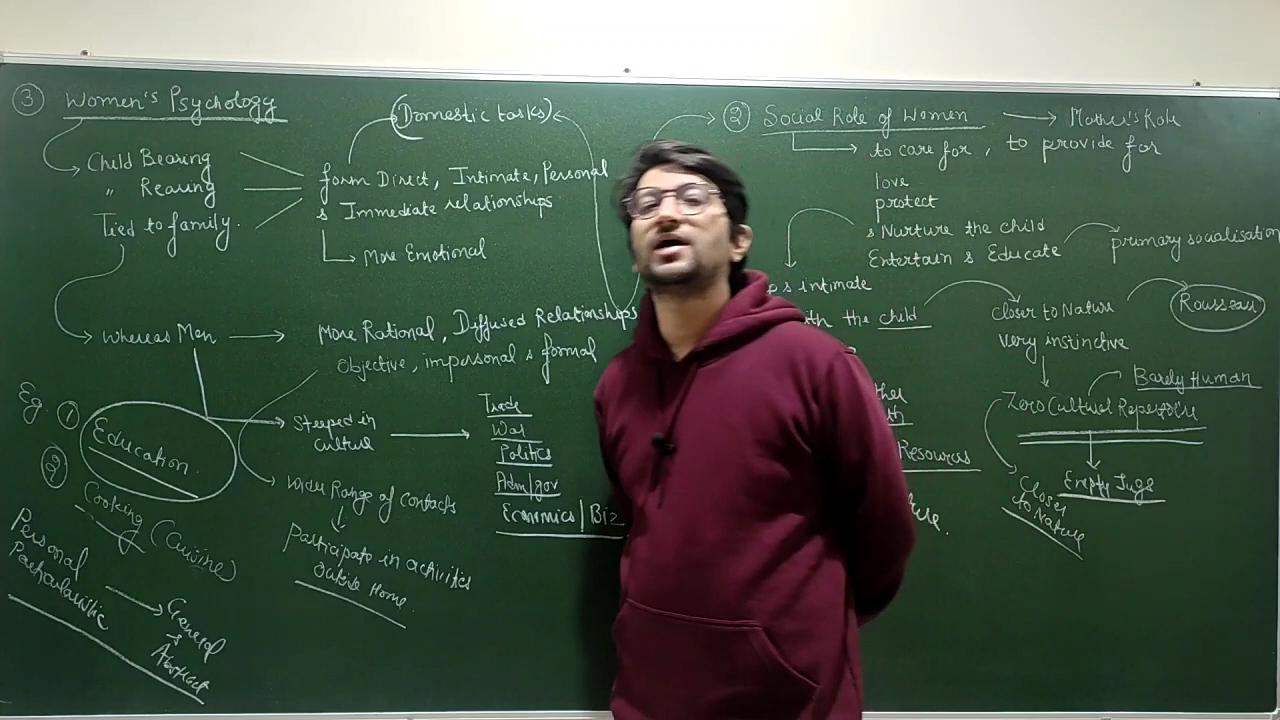 ③ Women's Psychology
Child Bearing
" Rearing
Tied to family.
form Direct, Intimate, Personal
& Immediate relationships
More Emotional
(Domestic tasks)
Whereas Men
More Rational, Diffused Relationships
objective, impersonal & formal
Eg. ① Education.
② Cooking (Cuisine)
Personal
Particularistic
General
&
Abstract
Steeped in
culture
Trade
War
Politics
Adm/gov
Economics/Biz
Wider Range of contacts
Participate in activities
outside Home.
② Social Role of Women
Mother's Role
to care for, to provide for
love
protect
& Nurture the child
Entertain & Educate
primary socialisation
intimate
with the child
closer to Nature
very instinctive
Rousseau
Barely Human
Zero Cultural Repertoire
Empty Jugs
Closer
to Nature
Resources